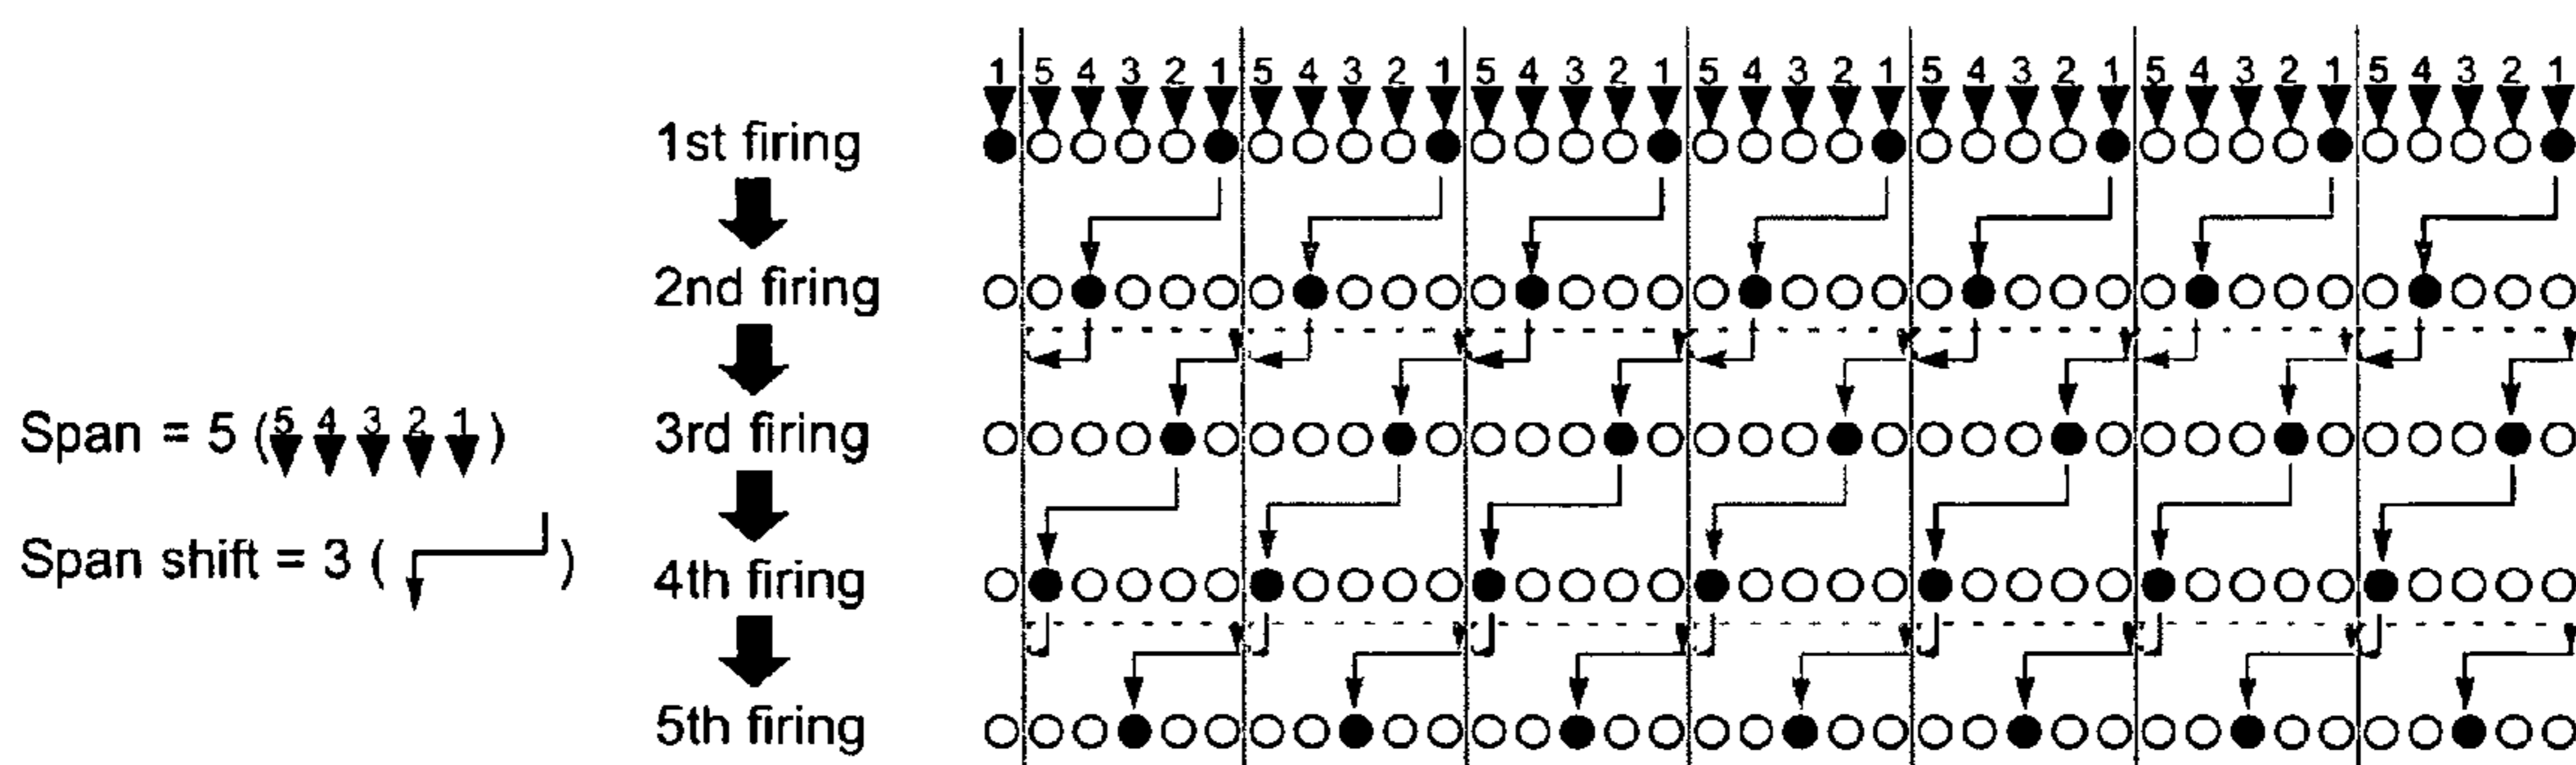 1 5 4 3 2 1 5 4 3 2 1 5 4 3 2 1 5 4 3 2 1 5 4 3 2 1 5 4 3 2 1 5 4 3 2 1
1st firing
2nd firing
3rd firing
4th firing
5th firing
Span = 5 (5 4 3 2 1)
Span shift = 3 ( )